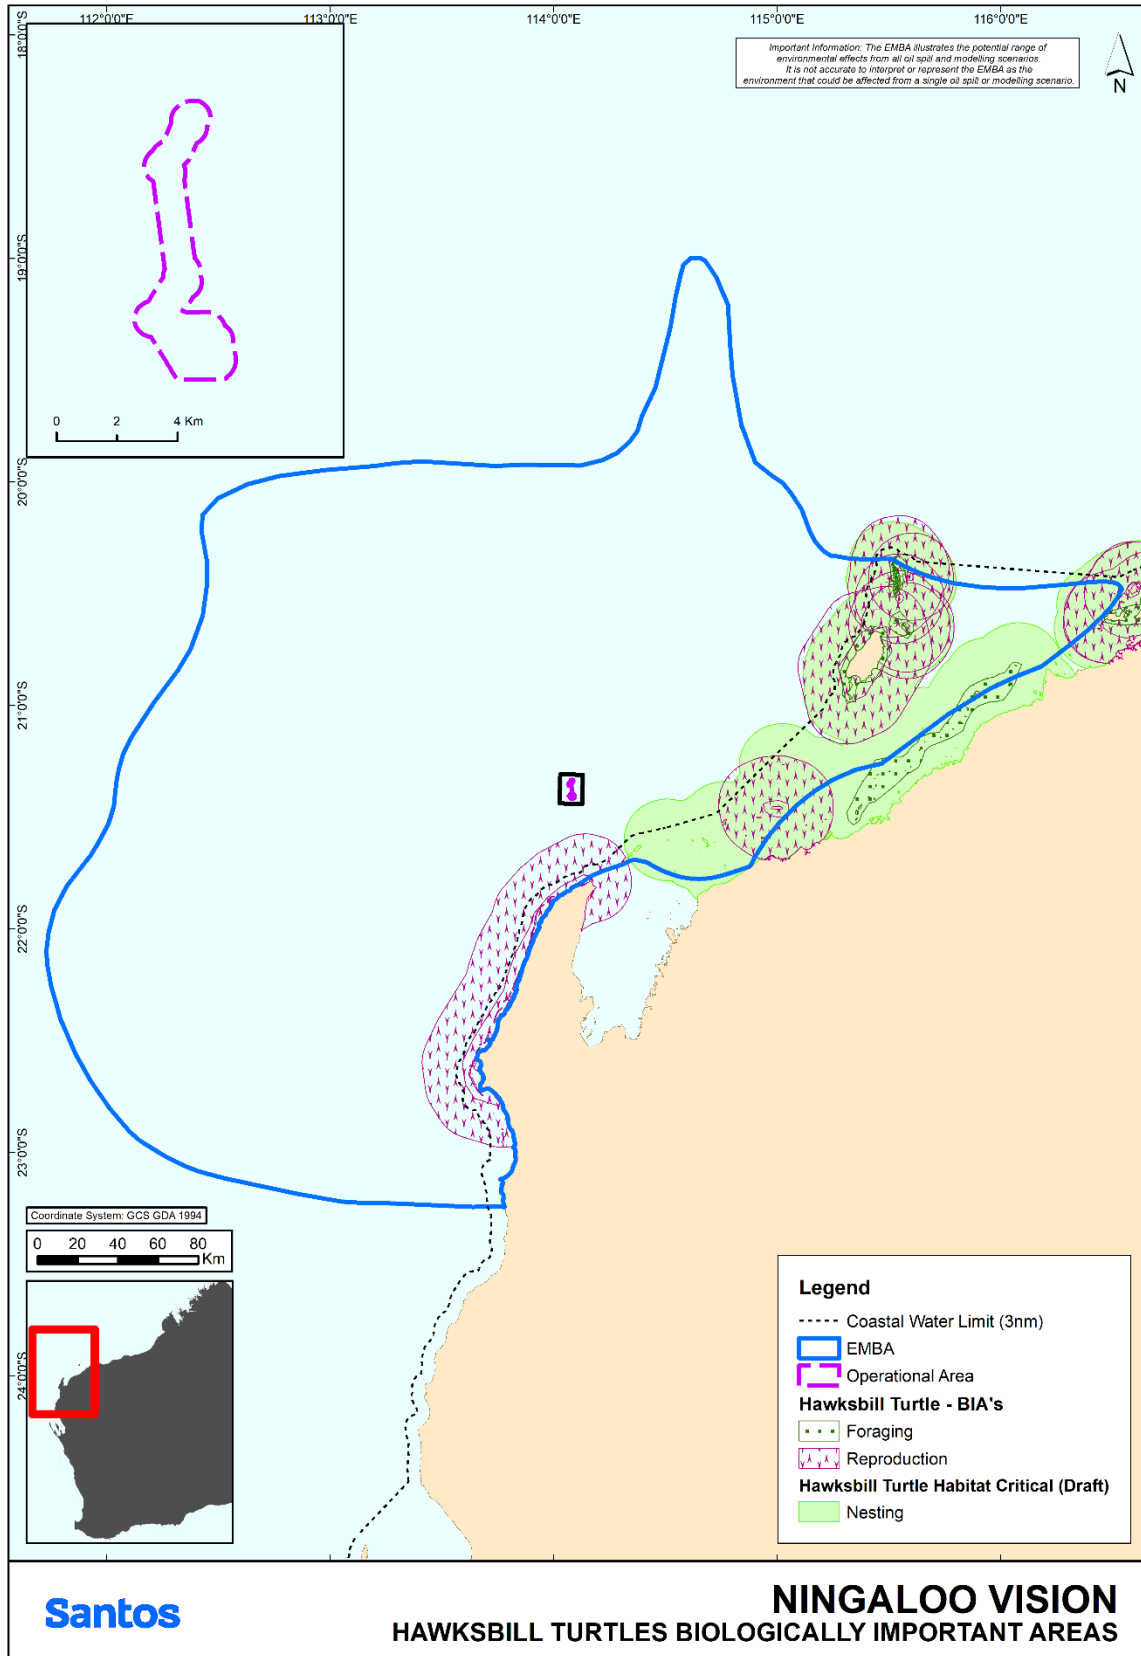 112°0'0"E
113°0'0"E
114°0'0"E
115°0'0"E
116°0'0"E
18°0'0"S
19°0'0"S
20°0'0"S
21°0'0"S
22°0'0"S
23°0'0"S
24°0'0"S
Important Information: The EMBA illustrates the potential range of
environmental effects from all oil spill and modelling scenarios.
It is not accurate to interpret or represent the EMBA as the
environment that could be affected from a single oil spill or modelling scenario.
N
0 2 4 Km
Coordinate System: GCS GDA 1994
0 20 40 60 80
Km
Legend
Coastal Water Limit (3nm)
EMBA
Operational Area
Hawksbill Turtle - BIA's
Foraging
Reproduction
Hawksbill Turtle Habitat Critical (Draft)
Nesting
Santos
NINGALOO VISION
HAWKSBILL TURTLES BIOLOGICALLY IMPORTANT AREAS